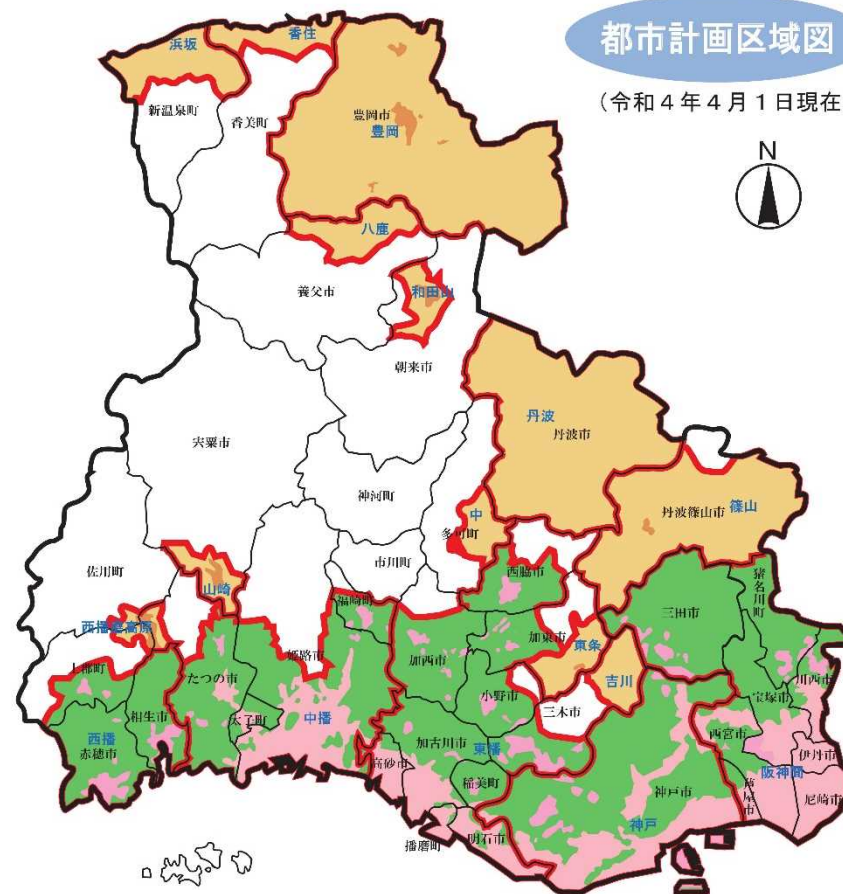 都市計画区域図
(令和４年４月１日現在
N
浜坂
香住
新温泉町
香美町
豊岡市
豊岡
八鹿
養父市
和田山
朝来市
宍粟市
丹波
丹波市
神河町
中
多可町
丹波篠山市
篠山
佐用町
市川町
山崎
西脇市
猪名川町
福崎町
三田市
西播磨高原
加東市
東条
上郡町
姫路市
加西市
たつの市
吉川
川西市
小野市
相生市
中播
三木市
宝塚市
太子町
西播
赤穂市
加古川市
東播
西宮市
伊丹市
高砂市
稲美町
神戸市
芦屋市
阪神間
尼崎市
神戸
播磨町
明石市